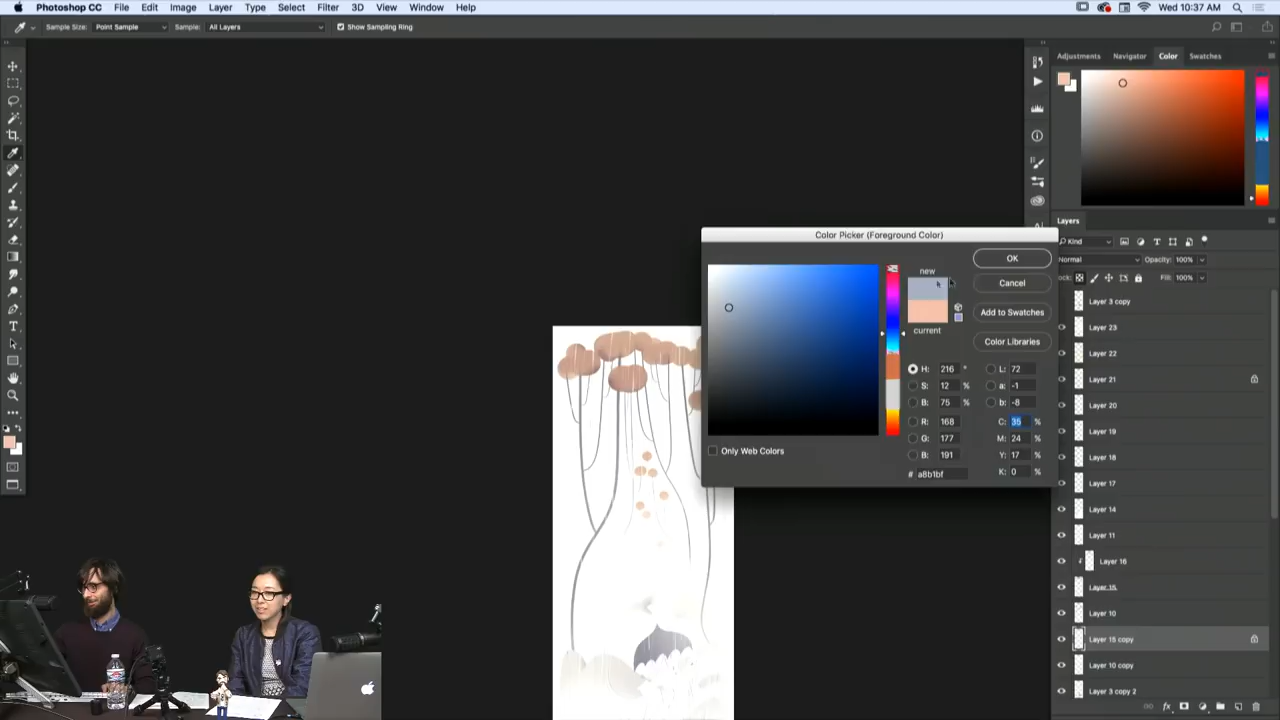 Photoshop CC File Edit Image Layer Type Select Filter 3D View Window Help Wed 10:37 AM
Sample Size: Point Sample Sample: All Layers Show Sampling Ring
Adjustments Navigator Color Swatches
Color Picker (Foreground Color)
new
current
OK
Cancel
Add to Swatches
Color Libraries
H: 216 °
S: 12 %
B: 75 %
R: 168
G: 177
B: 191
# a8b1bf
L: 72
a: -1
b: -8
C: 35 %
M: 24 %
Y: 17 %
K: 0 %
Only Web Colors
Layers
Kind
Normal Opacity: 100%
ock: Fill: 100%
Layer 3 copy
Layer 23
Layer 22
Layer 21
Layer 20
Layer 19
Layer 18
Layer 17
Layer 14
Layer 11
Layer 16
Layer 15
Layer 10
Layer 15 copy
Layer 10 copy
Layer 3 copy 2